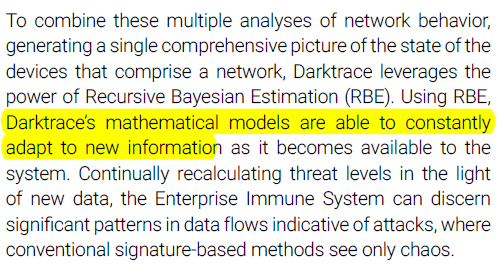 To combine these multiple analyses of network behavior,
generating a single comprehensive picture of the state of the
devices that comprise a network, Darktrace leverages the
power of Recursive Bayesian Estimation (RBE). Using RBE,
Darktrace’s mathematical models are able to constantly
adapt to new information as it becomes available to the
system. Continually recalculating threat levels in the light
of new data, the Enterprise Immune System can discern
significant patterns in data flows indicative of attacks, where
conventional signature-based methods see only chaos.